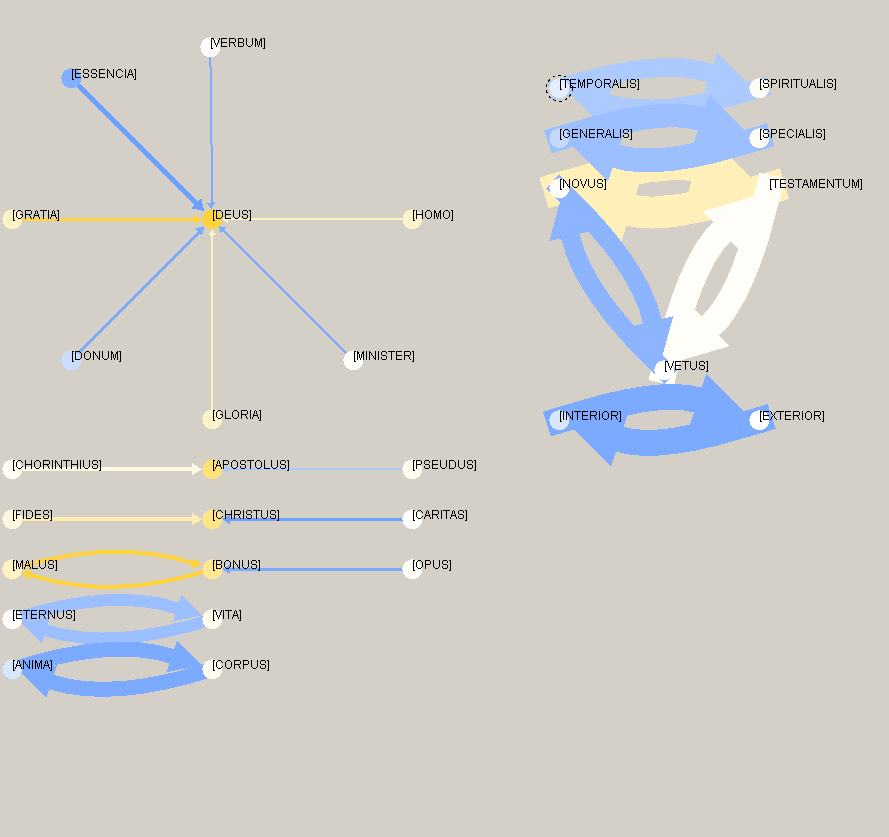 [VERBUM]
[ESSENCIA]
[GRATIA] [DEUS] [HOMO]
[DONUM] [MINISTER]
[GLORIA]
[CHORINTHIUS] [APOSTOLUS] [PSEUDUS]
[FIDES] [CHRISTUS] [CARITAS]
[MALUS] [BONUS] [OPUS]
[ETERNUS] [VITA]
[ANIMA] [CORPUS]
[TEMPORALIS] [SPIRITUALIS]
[GENERALIS] [SPECIALIS]
[NOVUS] [TESTAMENTUM]
[VETUS]
[INTERIOR] [EXTERIOR]